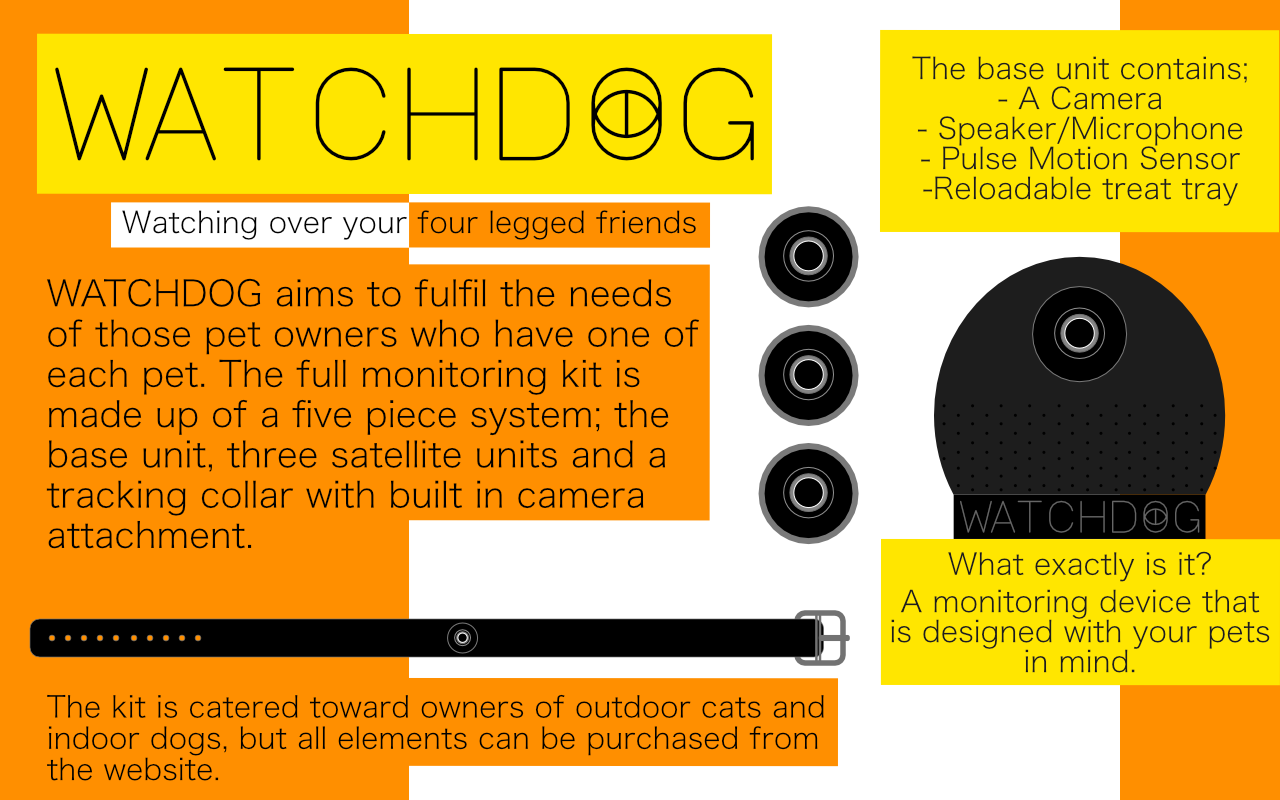 WATCHDOG
Watching over your four legged friends
WATCHDOG aims to fulfil the needs
of those pet owners who have one of
each pet. The full monitoring kit is
made up of a five piece system; the
base unit, three satellite units and a
tracking collar with built in camera
attachment.
The kit is catered toward owners of outdoor cats and
indoor dogs, but all elements can be purchased from
the website.
The base unit contains;
- A Camera
- Speaker/Microphone
- Pulse Motion Sensor
-Reloadable treat tray
WATCHDOG
What exactly is it?
A monitoring device that
is designed with your pets
in mind.